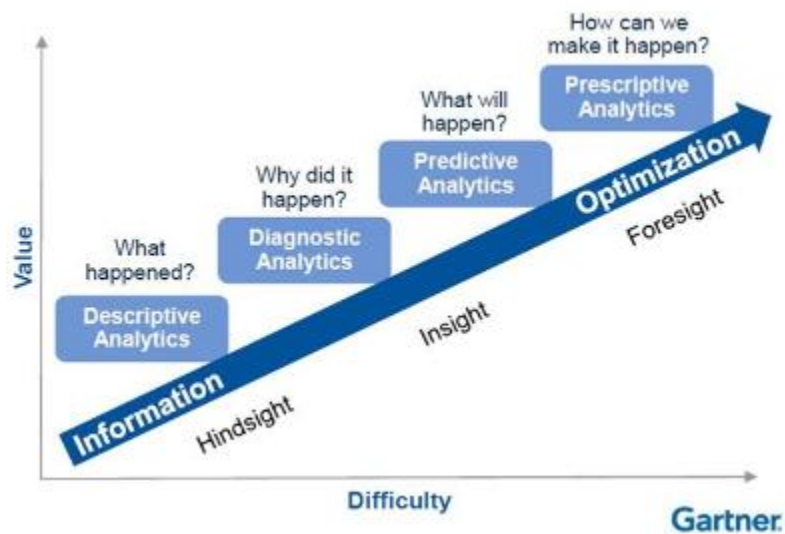 How can we
make it happen?
Prescriptive
Analytics
What will
happen?
Predictive
Analytics
Why did it
happen?
Diagnostic
Analytics
What
happened?
Descriptive
Analytics
Value
Information
Optimization
Hindsight
Insight
Foresight
Difficulty
Gartner.